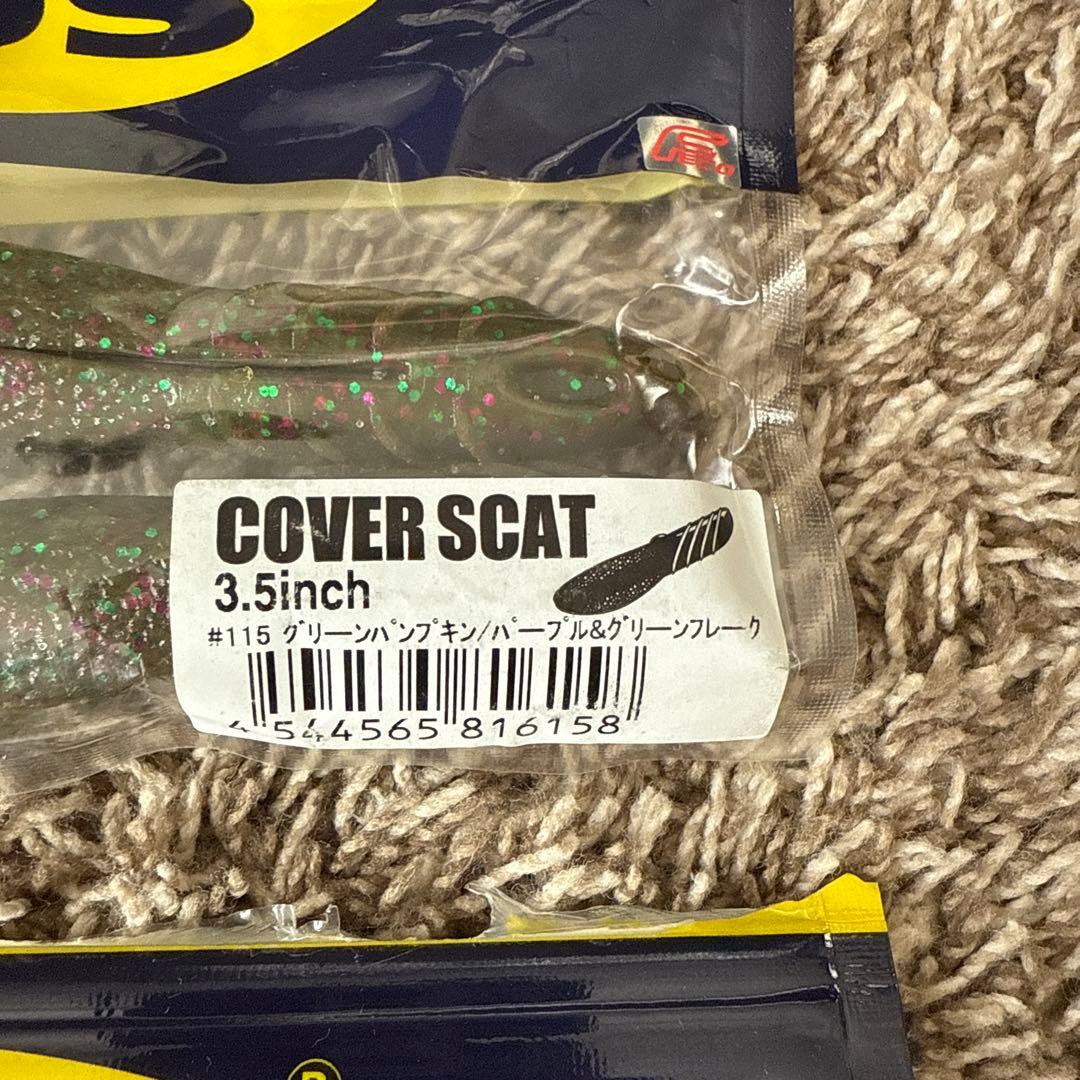 COVER SCAT
3.5inch
#115 グリーンパンプキン/パープル&グリーンフレーク
4 544565 816158
R